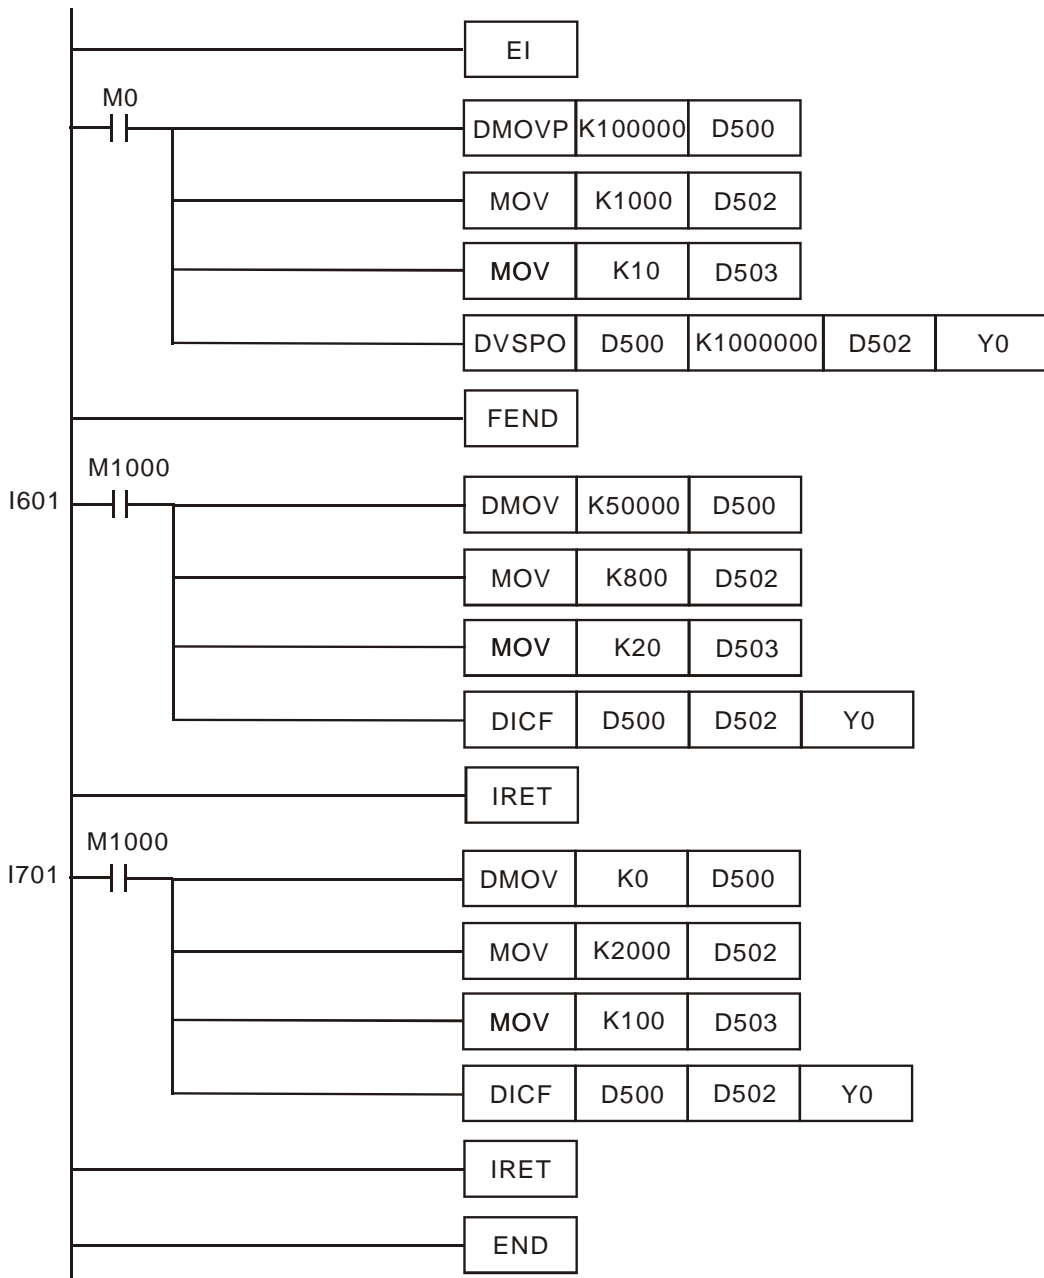 EI
M0
DMOVP K100000 D500
MOV K1000 D502
MOV K10 D503
DVSPO D500 K1000000 D502 Y0
FEND
M1000
I601
DMOV K50000 D500
MOV K800 D502
MOV K20 D503
DICF D500 D502 Y0
IRET
M1000
I701
DMOV K0 D500
MOV K2000 D502
MOV K100 D503
DICF D500 D502 Y0
IRET
END